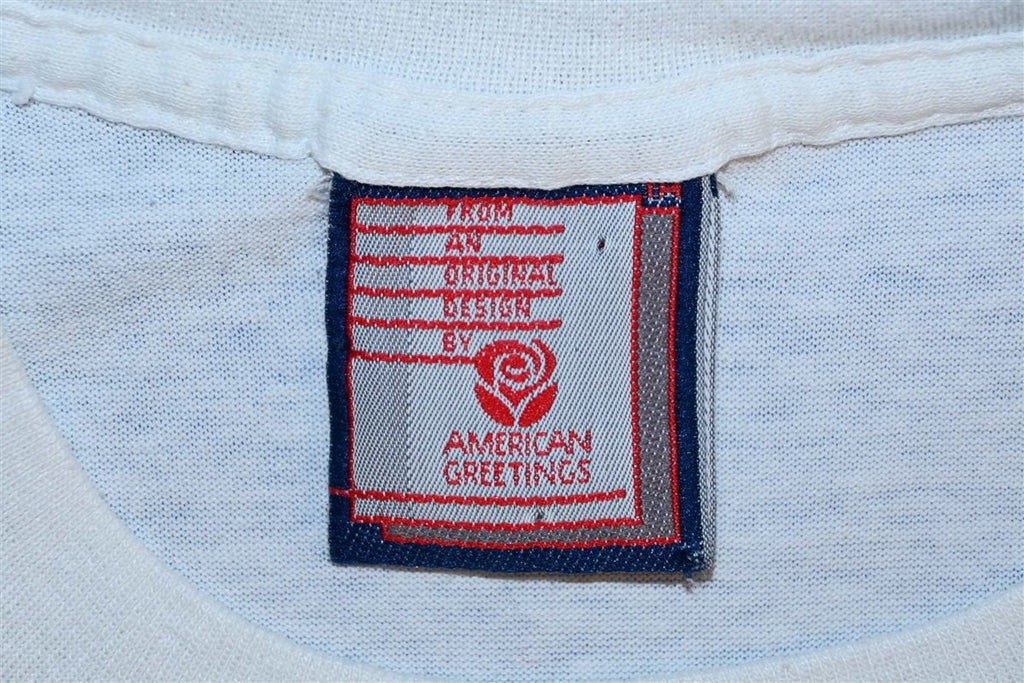 FROM
AN
ORIGINAL
DESIGN
BY
AMERICAN
GREETINGS